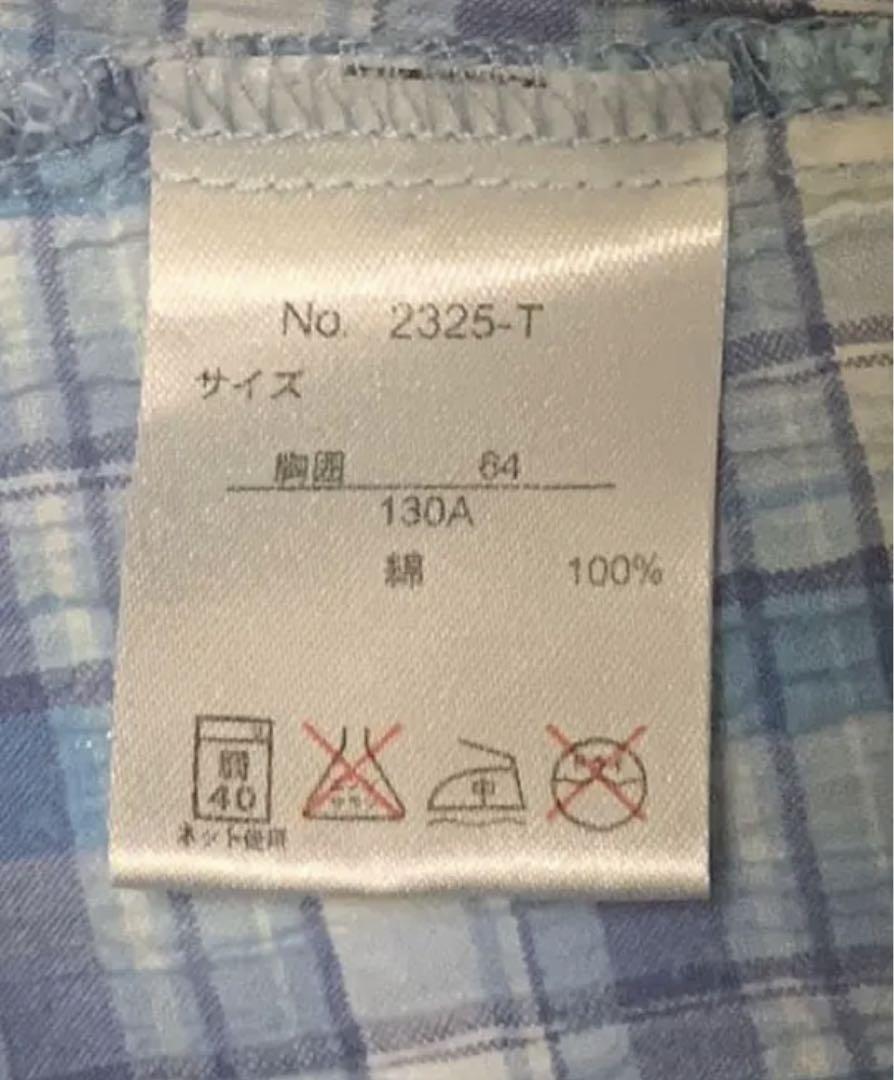 No. 2325-T
サイズ
胸囲 64
130A
綿 100%
弱
40
中
ネット使用